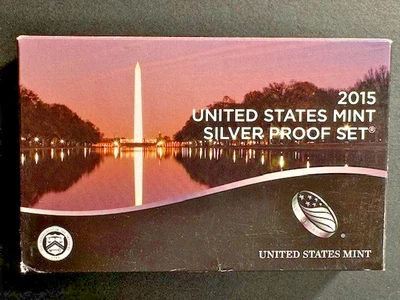 2015
UNITED STATES MINT
SILVER PROOF SET®
®
UNITED STATES MINT